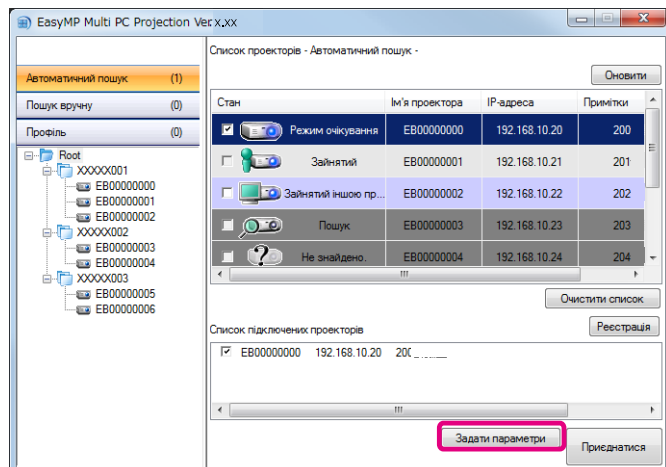 EasyMP Multi PC Projection Ver.x.xx
Список проекторів - Автоматичний пошук -
Автоматичний пошук (1)
Оновити
Пошук вручну (0)
Профіль (0)
Стан Ім'я проектора IP-адреса Примітки
Режим очікування EB00000000 192.168.10.20 200
Зайнятий EB00000001 192.168.10.21 201
Зайнятий іншою пр... EB00000002 192.168.10.22 202
Пошук EB00000003 192.168.10.23 203
Не знайдено. EB00000004 192.168.10.24 204
Root
XXXXX001
EB00000000
EB00000001
EB00000002
XXXXX002
EB00000003
EB00000004
XXXXX003
EB00000005
EB00000006
Очистити список
Список підключених проекторів
Реєстрація
EB00000000 192.168.10.20
Задати параметри
Приєднатися